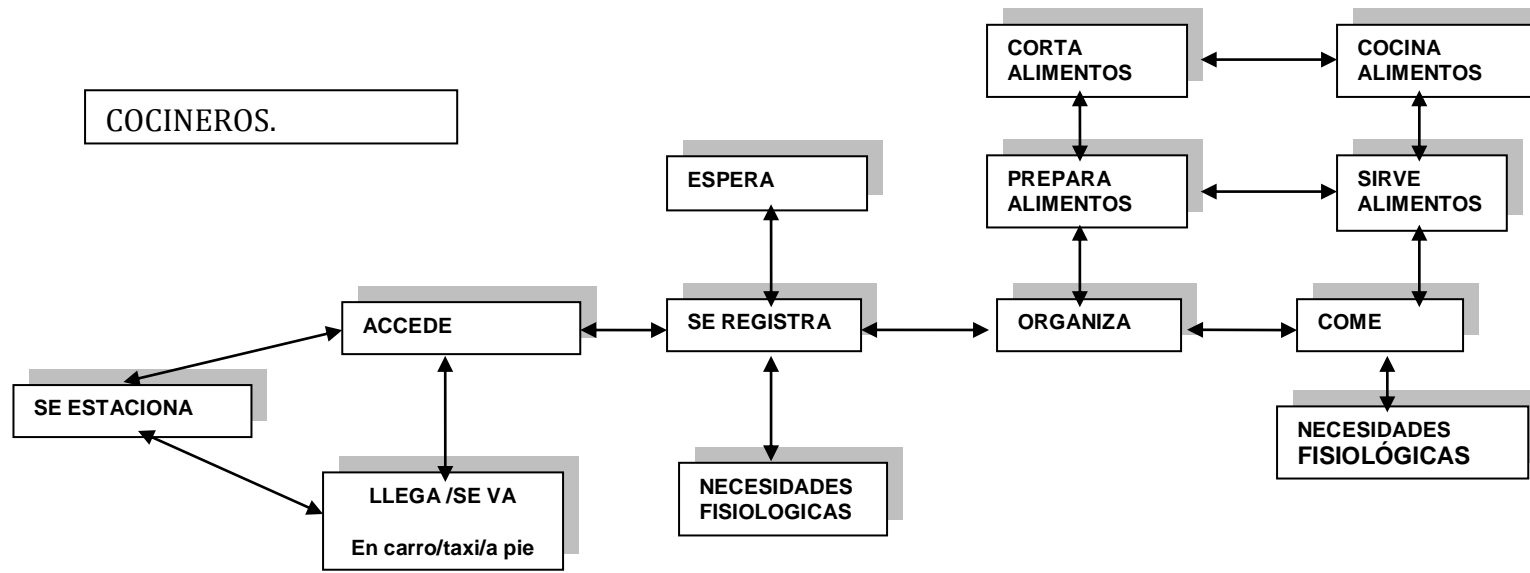 COCINEROS.
CORTA
ALIMENTOS
COCINA
ALIMENTOS
ESPERA
PREPARA
ALIMENTOS
SIRVE
ALIMENTOS
ACCEDE
SE REGISTRA
ORGANIZA
COME
SE ESTACIONA
LLEGA /SE VA
En carro/taxi/a pie
NECESIDADES
FISIOLOGICAS
NECESIDADES
FISIOLÓGICAS